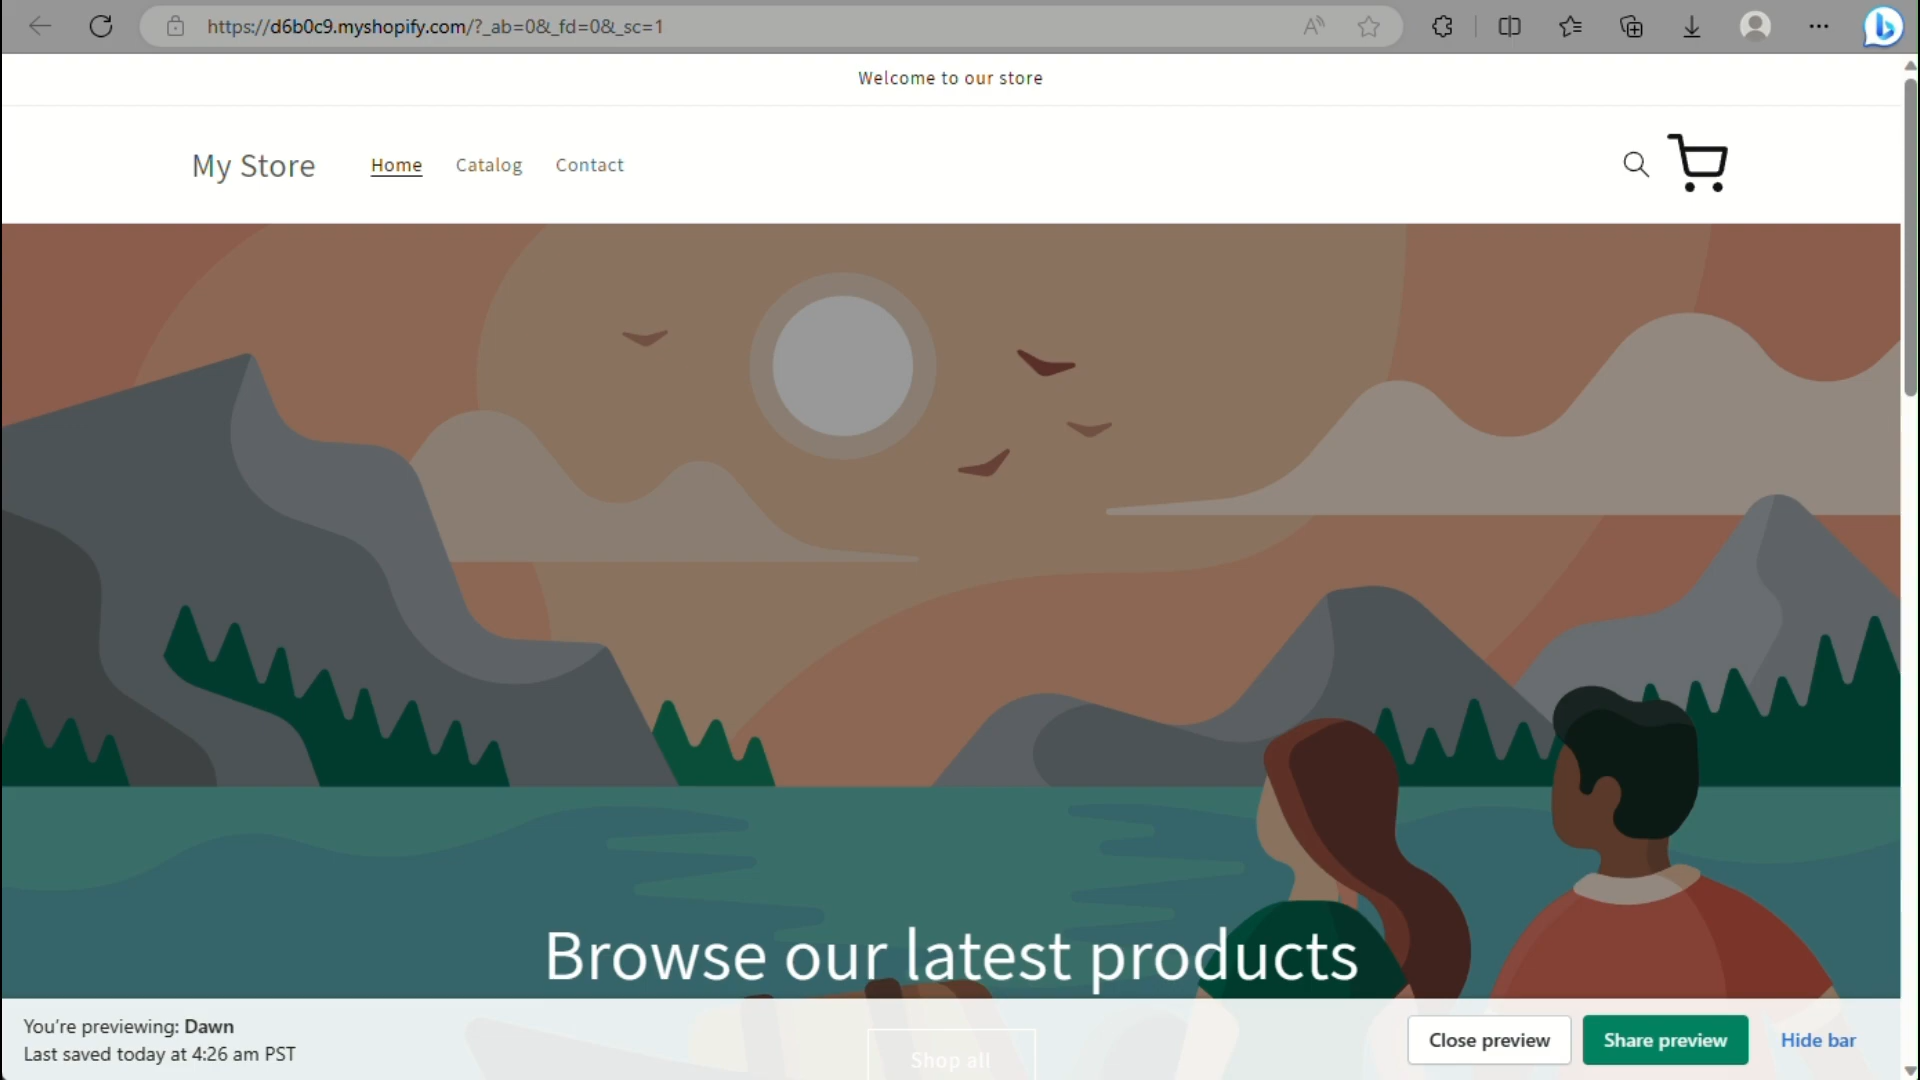 https://d6b0c9.myshopify.com/?_ab=0&_fd=0&_sc=1
Welcome to our store
My Store
Home Catalog Contact
Browse our latest products
Shop all
You're previewing: Dawn
Last saved today at 4:26 am PST
Close preview Share preview Hide bar